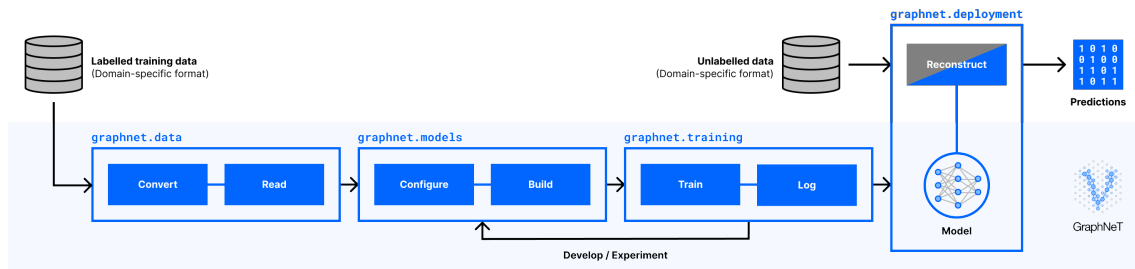 graphnet.deployment
Labelled training data
(Domain-specific format)
Unlabelled data
(Domain-specific format)
Reconstruct
1 0 1 0
0 1 0 0
1 1 0 1
1 0 1 1
Predictions
graphnet.data
graphnet.models
graphnet.training
Convert
Read
Configure
Build
Train
Log
Model
GraphNeT
Develop / Experiment